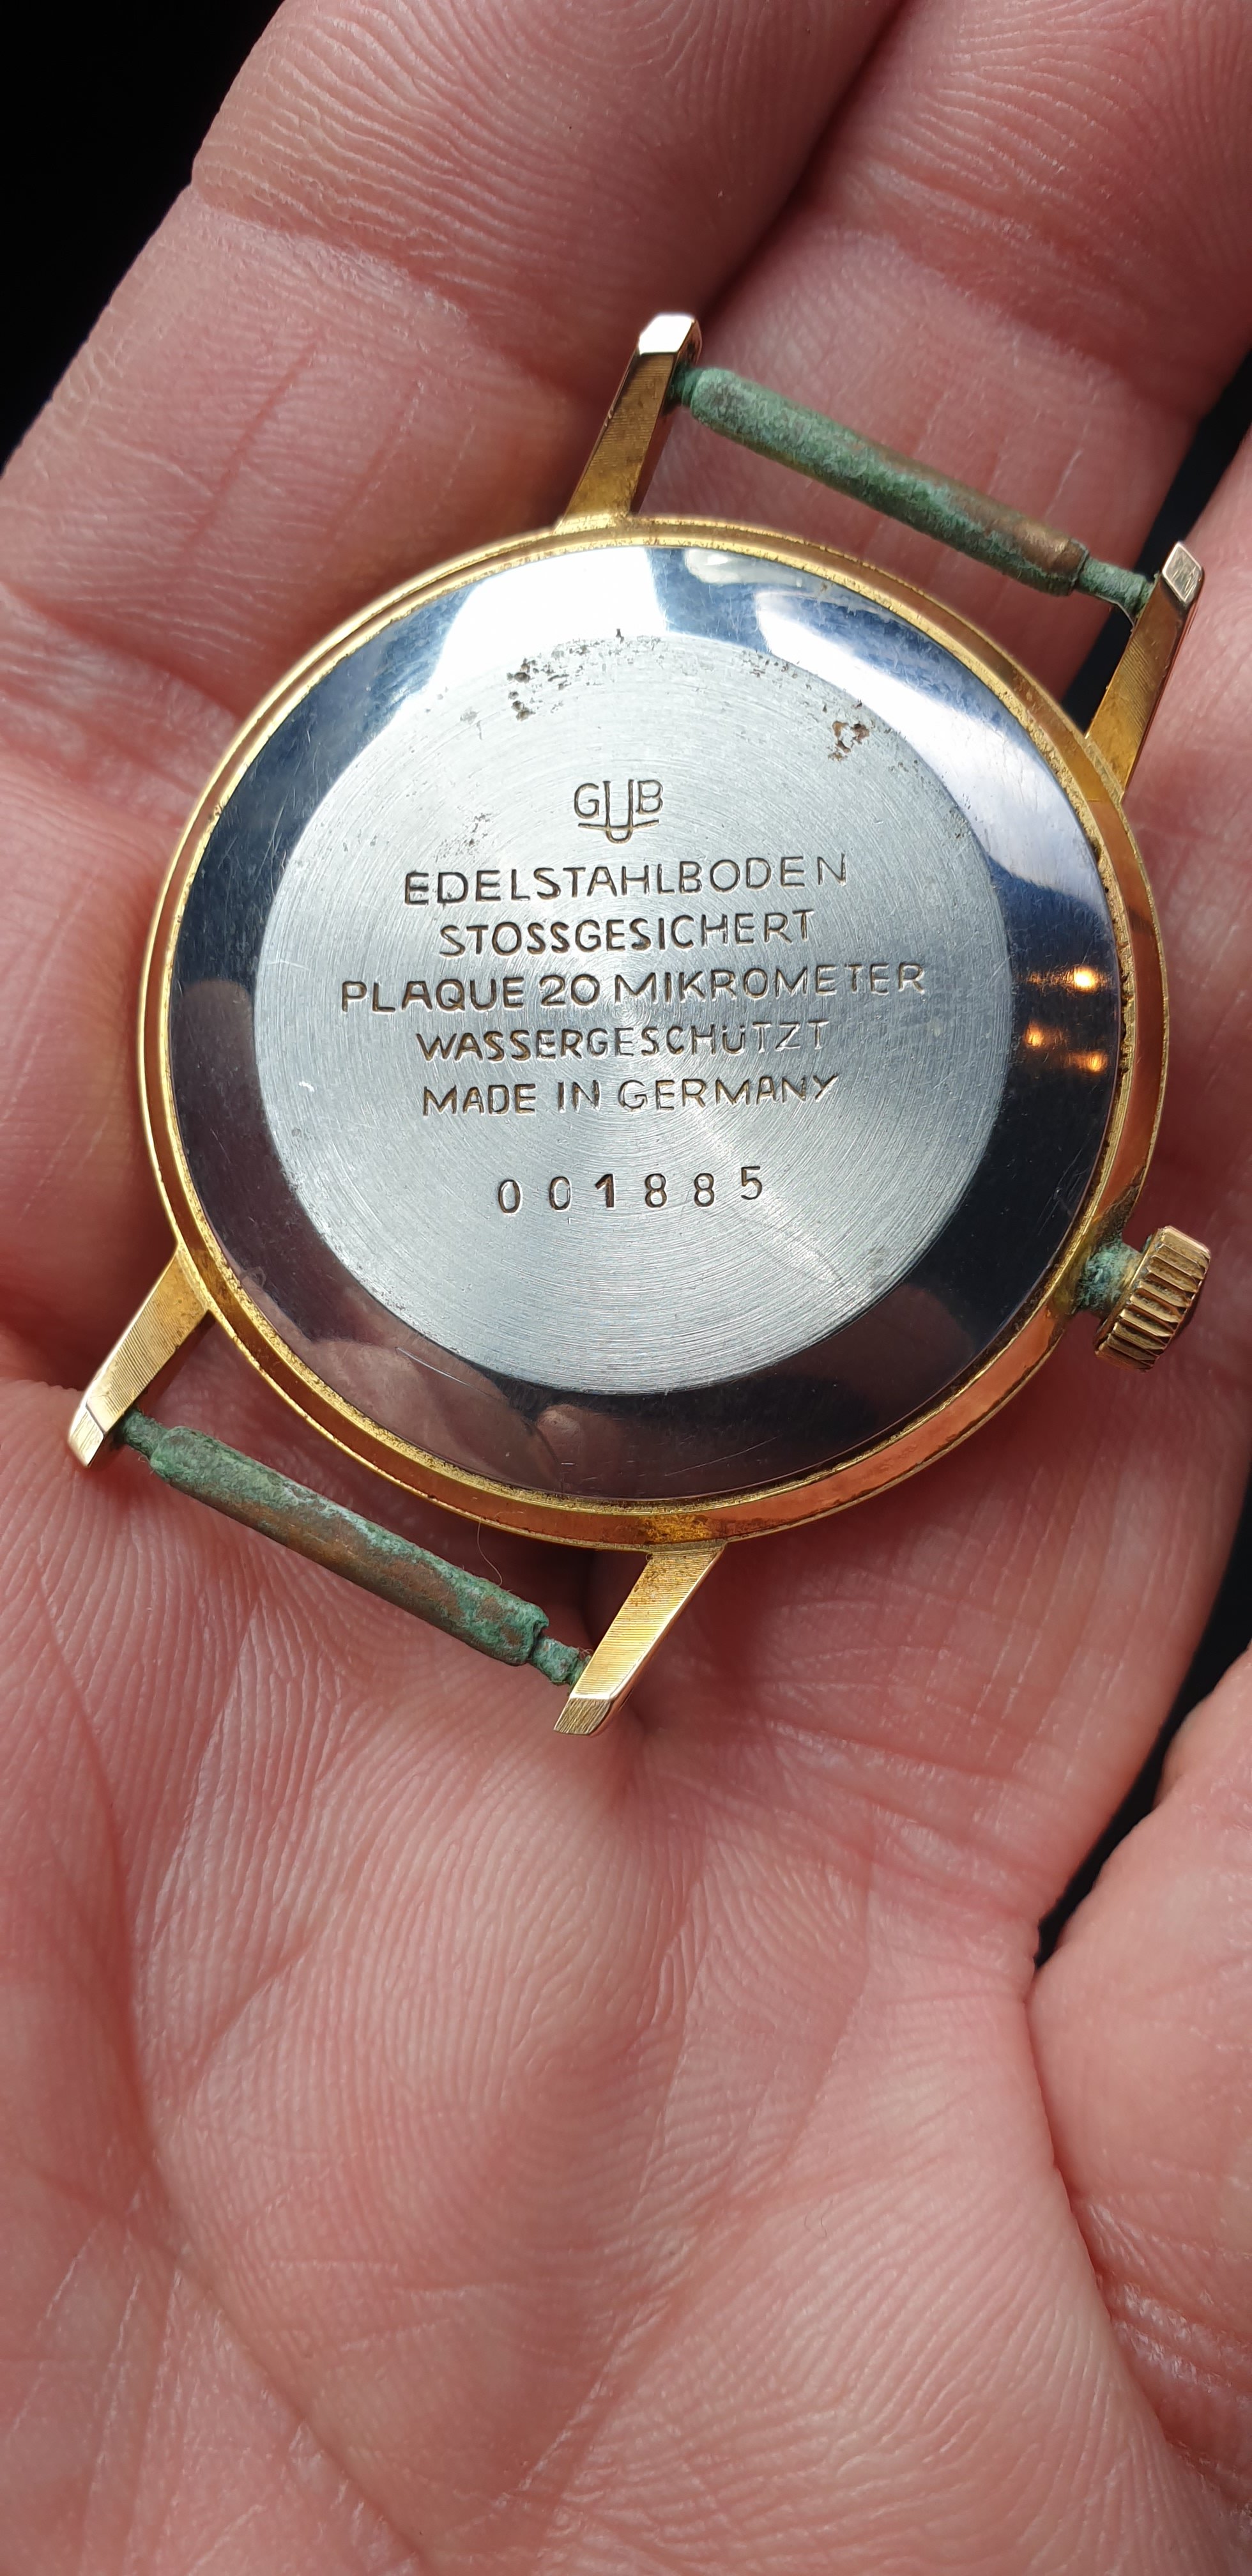 GUB
EDELSTAHLBODEN
STOSSGESICHERT
PLAQUE 20 MIKROMETER
WASSERGESCHÜTZT
MADE IN GERMANY
001885